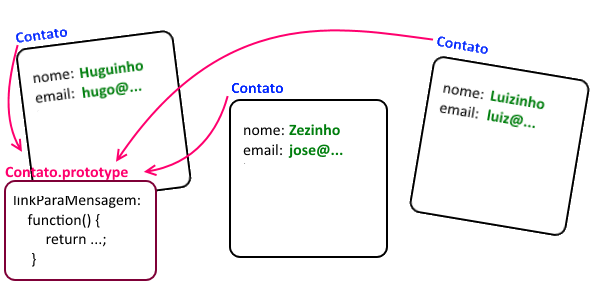 Contato
nome: Huguinho
email: hugo@...
Contato
nome: Zezinho
email: jose@...
Contato
nome: Luizinho
email: luiz@...
Contato.prototype
linkParaMensagem:
function() {
return ...;
}